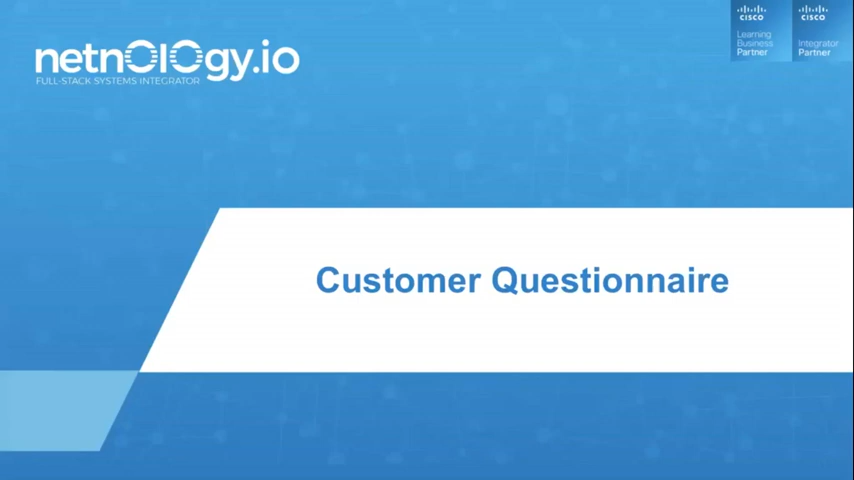 netnology.io
FULL-STACK SYSTEMS INTEGRATOR
CISCO
Learning
Business
Partner
CISCO
Integrator
Partner
Customer Questionnaire